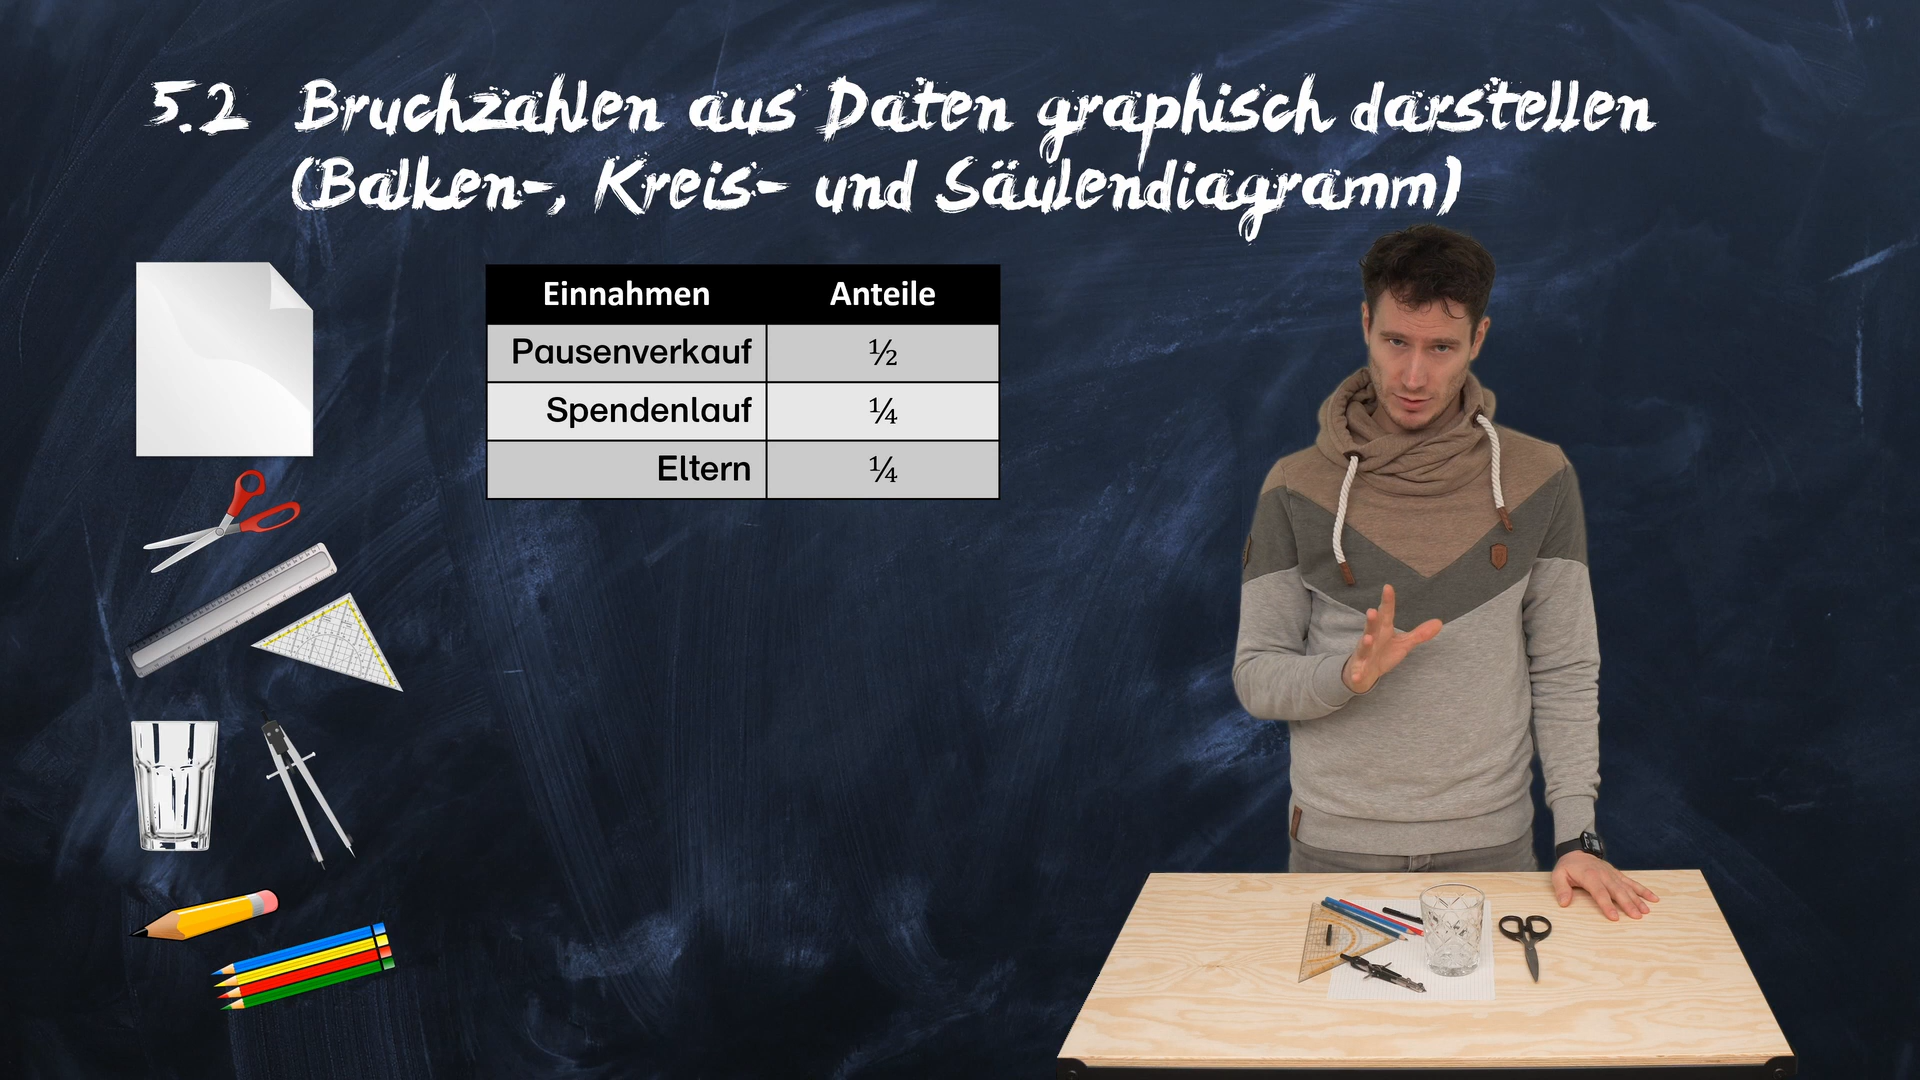 5.2 Bruchzahlen aus Daten graphisch darstellen
(Balken-, Kreis- und Säulendiagramm)
Einnahmen Anteile
Pausenverkauf ½
Spendenlauf ¼
Eltern ¼